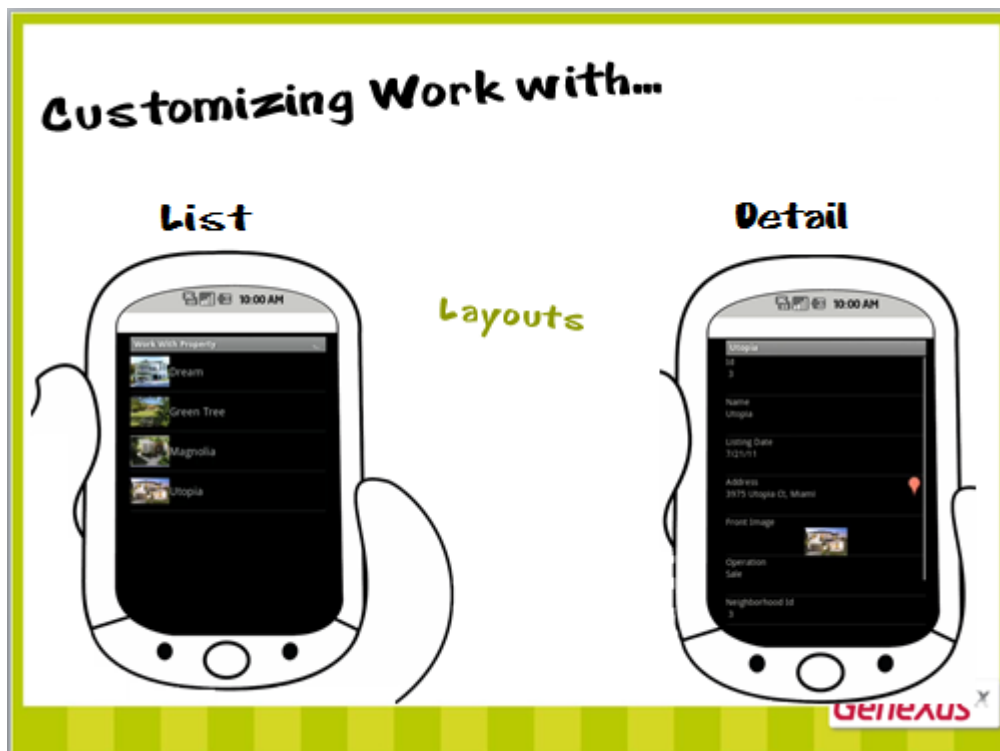 Customizing Work with...
List
Detail
Layouts
10:00 AM
Work With Property
Dream
Green Tree
Magnolia
Utopia
10:00 AM
Utopia
Id
3
Name
Utopia
Listing Date
7/21/11
Address
3975 Utopia Ct, Miami
Front Image
Operation
Sale
Neighborhood Id
3
GeneXus X